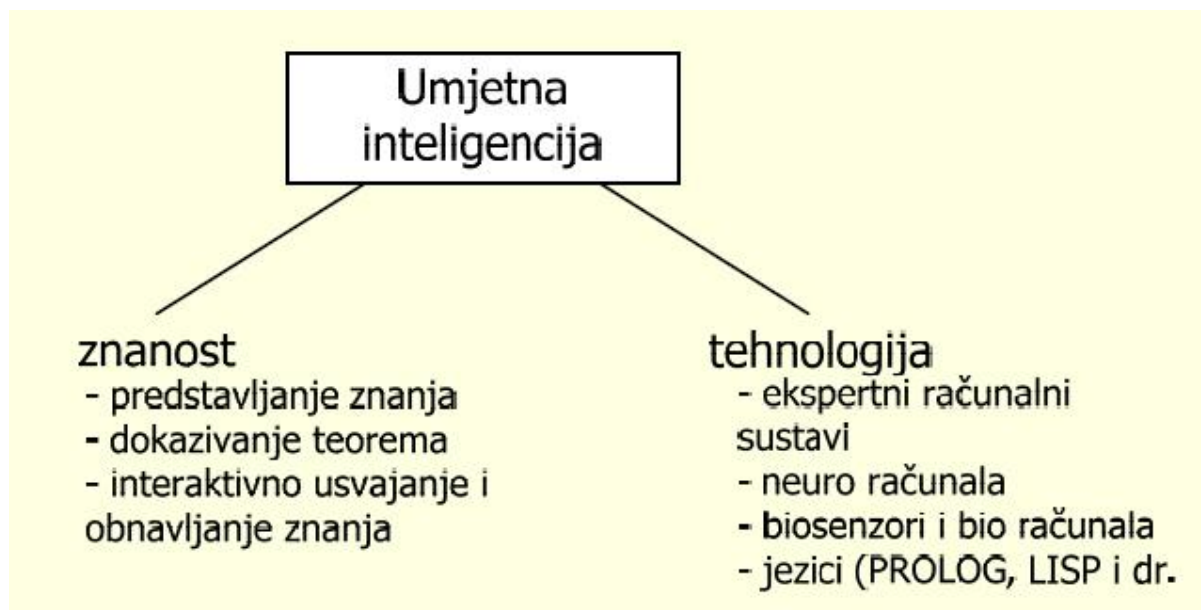 Umjetna
inteligencija
znanost
- predstavljanje znanja
- dokazivanje teorema
- interaktivno usvajanje i
obnavljanje znanja
tehnologija
- ekspertni računalni
sustavi
- neuro računala
- biosenzori i bio računala
- jezici (PROLOG, LISP i dr.